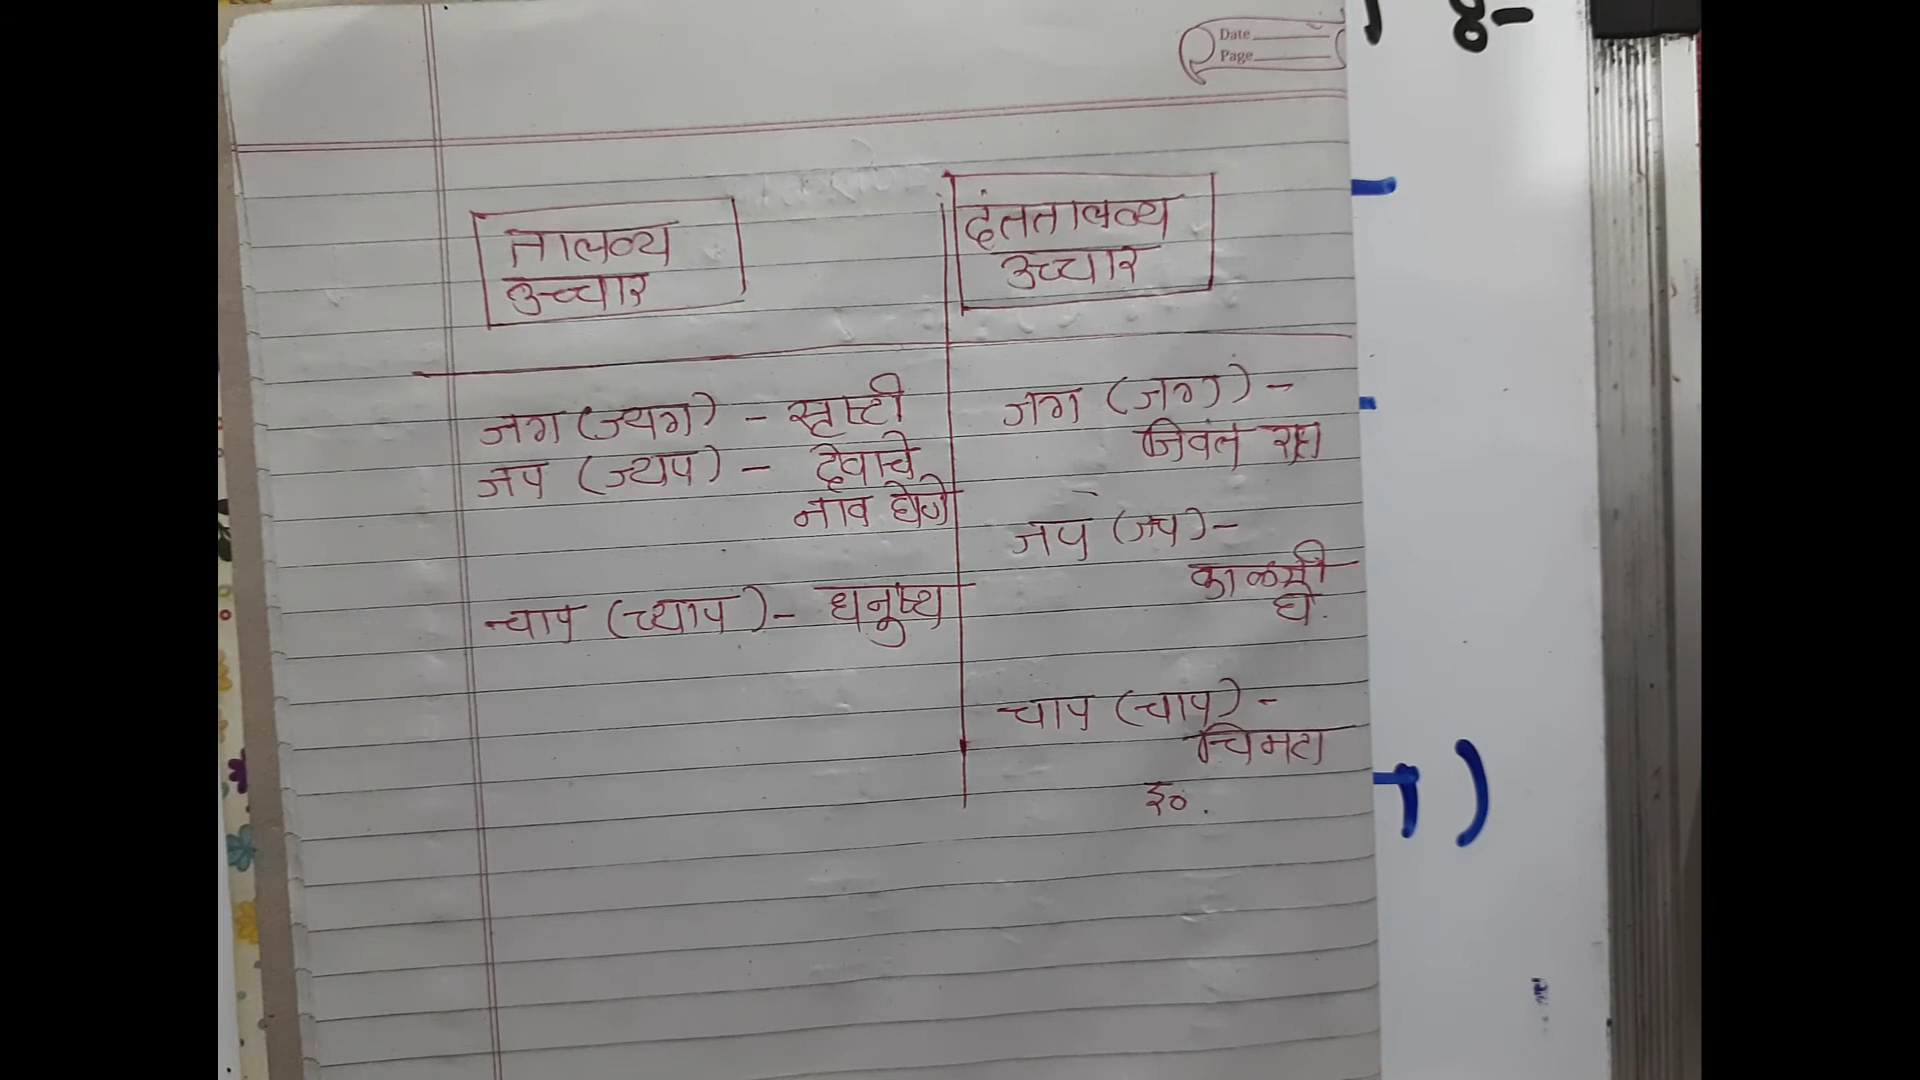 Date
Page
तालव्य
उच्चार
दंततालव्य
उच्चार
जग (ज्यग) - सृष्टी
जप (ज्यप) - देवाचे
नाव घेणे
चाप (च्याप) - धनुष्य
जग (जग) -
जिवंत रहा
जप (जप) -
काळजी
घे.
चाप (चाप) -
चिमटा
इ०.